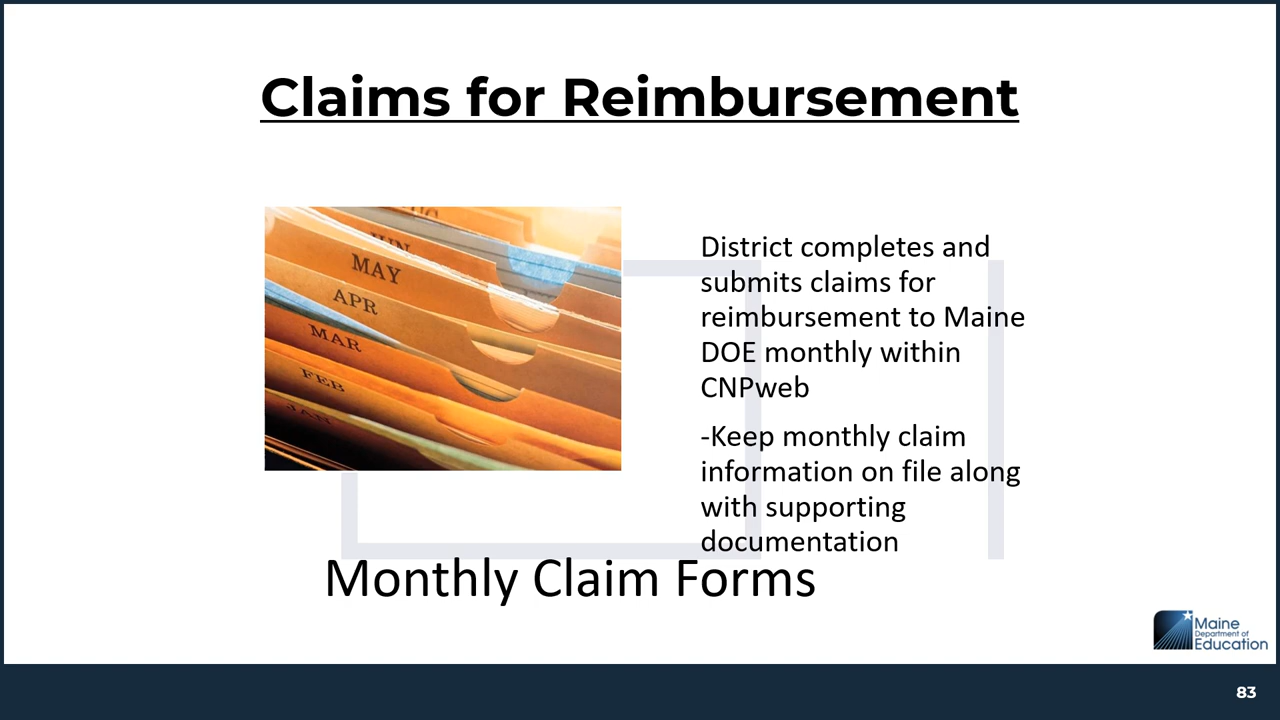 Claims for Reimbursement
JUN
MAY
APR
MAR
FEB
JAN
District completes and
submits claims for
reimbursement to Maine
DOE monthly within
CNPweb
-Keep monthly claim
information on file along
with supporting
documentation
Monthly Claim Forms
Maine
Department of
Education
83